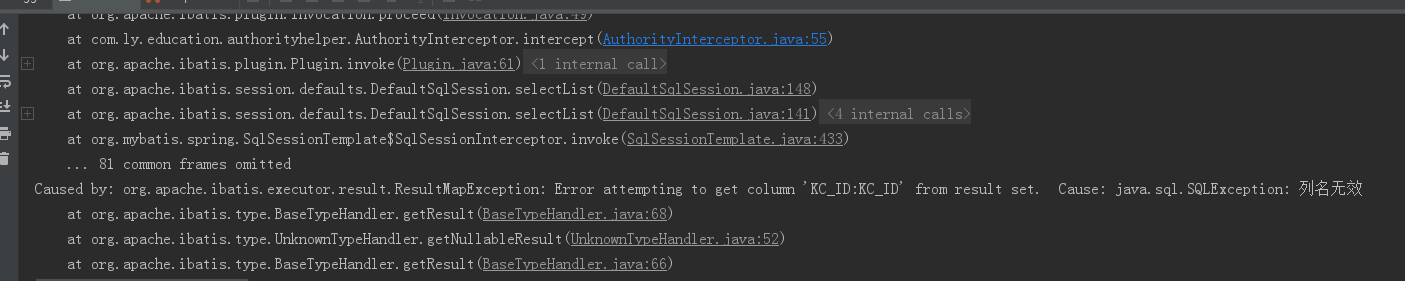 at org.apache.ibatis.plugin.Invocation.proceed(Invocation.java:49)
at com.ly.education.authorityhelper.AuthorityInterceptor.intercept(AuthorityInterceptor.java:55)
at org.apache.ibatis.plugin.Plugin.invoke(Plugin.java:61) <1 internal call>
at org.apache.ibatis.session.defaults.DefaultSqlSession.selectList(DefaultSqlSession.java:148)
at org.apache.ibatis.session.defaults.DefaultSqlSession.selectList(DefaultSqlSession.java:141) <4 internal calls>
at org.mybatis.spring.SqlSessionTemplate$SqlSessionInterceptor.invoke(SqlSessionTemplate.java:433)
... 81 common frames omitted
Caused by: org.apache.ibatis.executor.result.ResultMapException: Error attempting to get column 'KC_ID:KC_ID' from result set.  Cause: java.sql.SQLException: 列名无效
at org.apache.ibatis.type.BaseTypeHandler.getResult(BaseTypeHandler.java:68)
at org.apache.ibatis.type.UnknownTypeHandler.getNullableResult(UnknownTypeHandler.java:52)
at org.apache.ibatis.type.BaseTypeHandler.getResult(BaseTypeHandler.java:66)